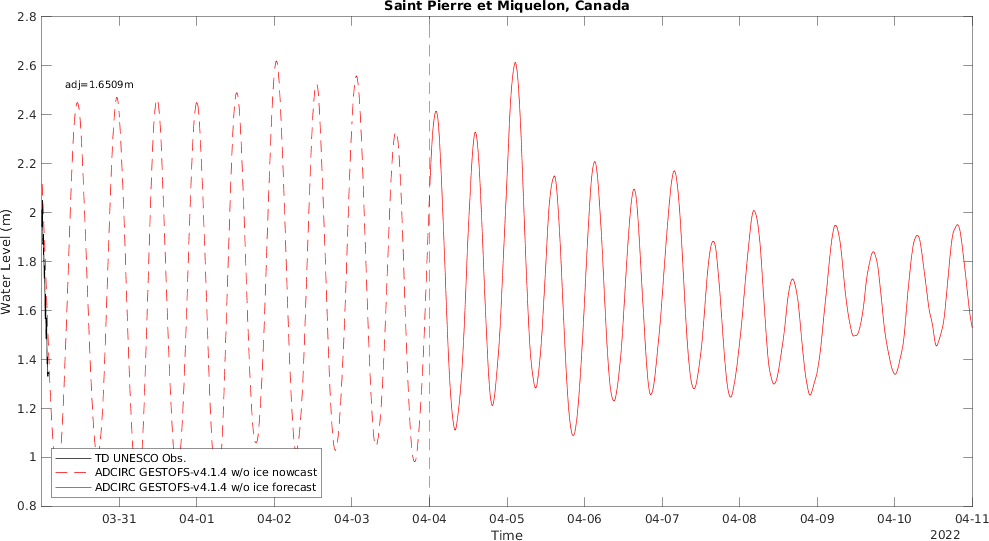 Saint Pierre et Miquelon, Canada
2.8
2.6
adj=1.6509m
2.4
2.2
2
1.8
1.6
1.4
1.2
1
0.8
Water Level (m)
TD UNESCO Obs.
ADCIRC GESTOFS-v4.1.4 w/o ice nowcast
ADCIRC GESTOFS-v4.1.4 w/o ice forecast
03-31 04-01 04-02 04-03 04-04 04-05 04-06 04-07 04-08 04-09 04-10 04-11
Time
2022